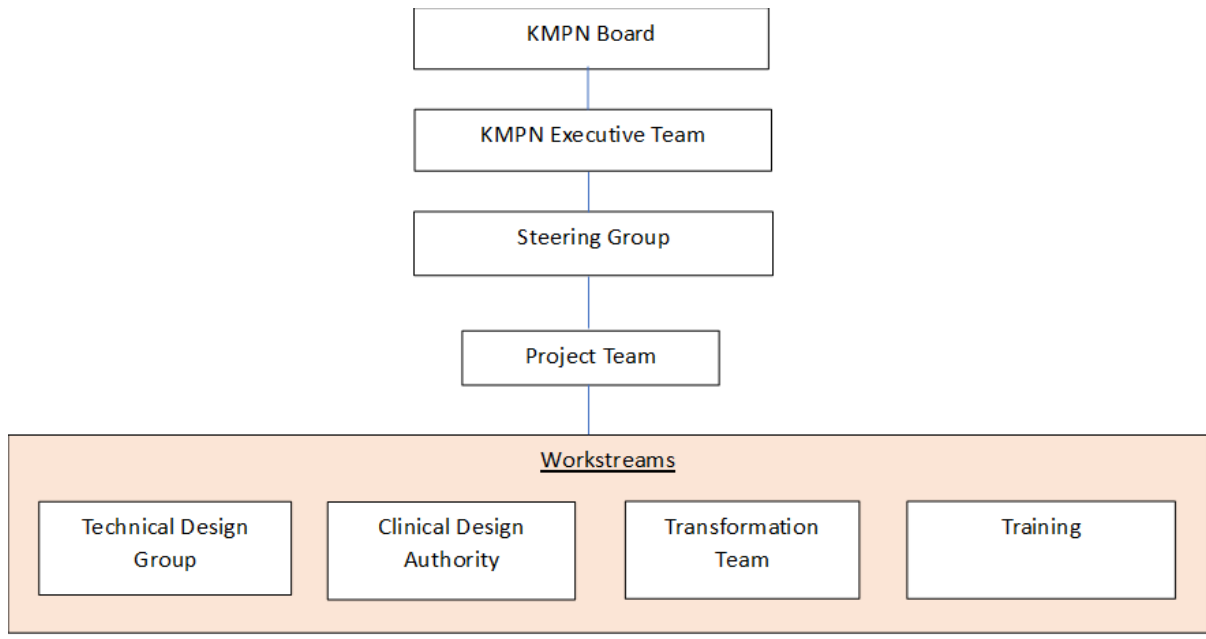 KMPN Board
KMPN Executive Team
Steering Group
Project Team
Workstreams
Technical Design
Group
Clinical Design
Authority
Transformation
Team
Training